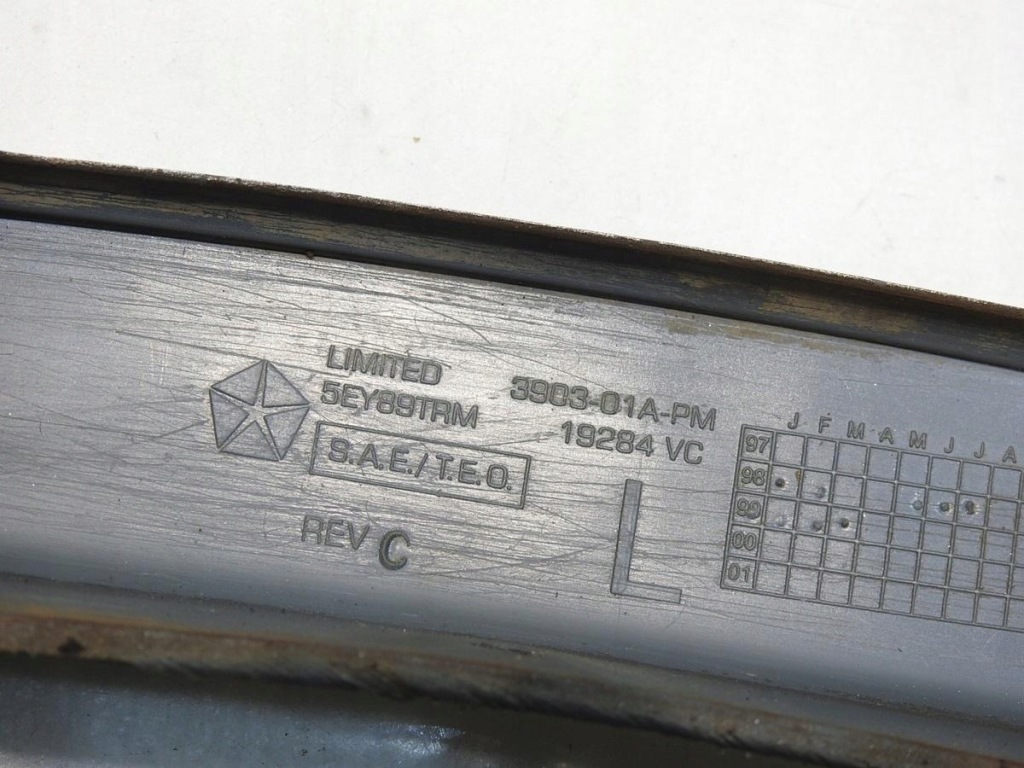 LIMITED
5EY89TRM
S.A.E./T.E.O.
REV C
3903-01A-PM
19284 VC
L
J F M A M J J A
97
98
99
00
01